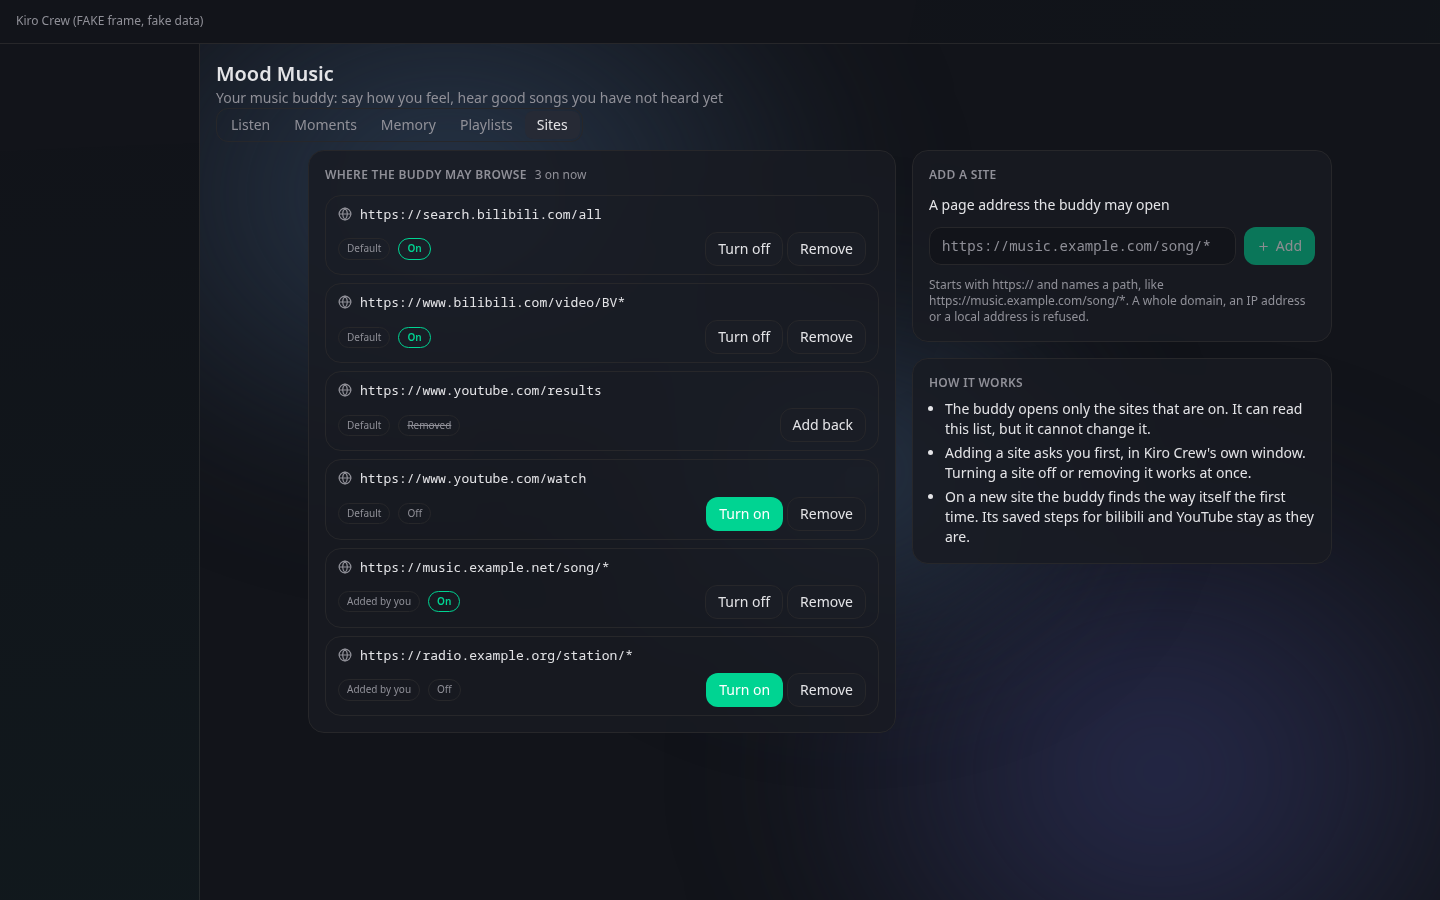 Kiro Crew (FAKE frame, fake data)
Mood Music
Your music buddy: say how you feel, hear good songs you have not heard yet
Listen Moments Memory Playlists Sites
WHERE THE BUDDY MAY BROWSE 3 on now
https://search.bilibili.com/all
Default On Turn off Remove
https://www.bilibili.com/video/BV*
Default On Turn off Remove
https://www.youtube.com/results
Default Removed Add back
https://www.youtube.com/watch
Default Off Turn on Remove
https://music.example.net/song/*
Added by you On Turn off Remove
https://radio.example.org/station/*
Added by you Off Turn on Remove
ADD A SITE
A page address the buddy may open
https://music.example.com/song/* + Add
Starts with https:// and names a path, like
https://music.example.com/song/*. A whole domain, an IP address
or a local address is refused.
HOW IT WORKS
• The buddy opens only the sites that are on. It can read
this list, but it cannot change it.
• Adding a site asks you first, in Kiro Crew's own window.
Turning a site off or removing it works at once.
• On a new site the buddy finds the way itself the first
time. Its saved steps for bilibili and YouTube stay as they
are.